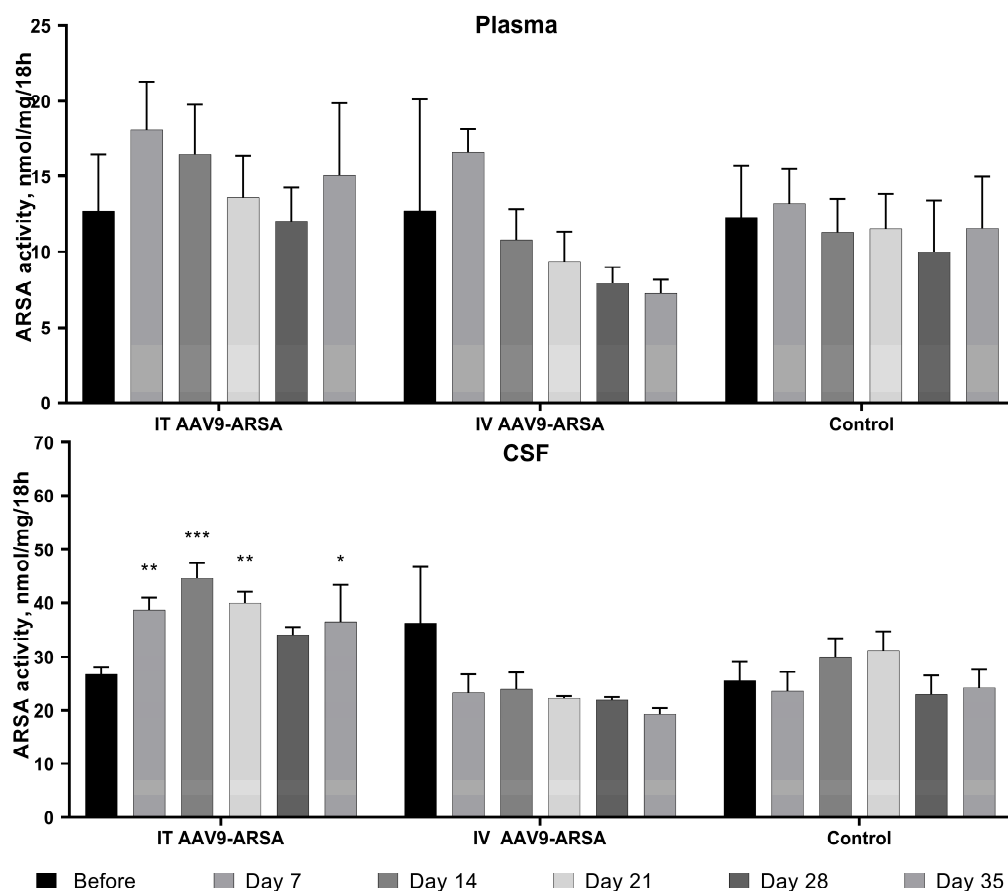 Plasma
ARSA activity, nmol/mg/18h
25
20
15
10
5
0
IT AAV9-ARSA IV AAV9-ARSA Control
CSF
ARSA activity, nmol/mg/18h
70
60
50
40
30
20
10
0
** *** ** *
IT AAV9-ARSA IV AAV9-ARSA Control
Before Day 7 Day 14 Day 21 Day 28 Day 35